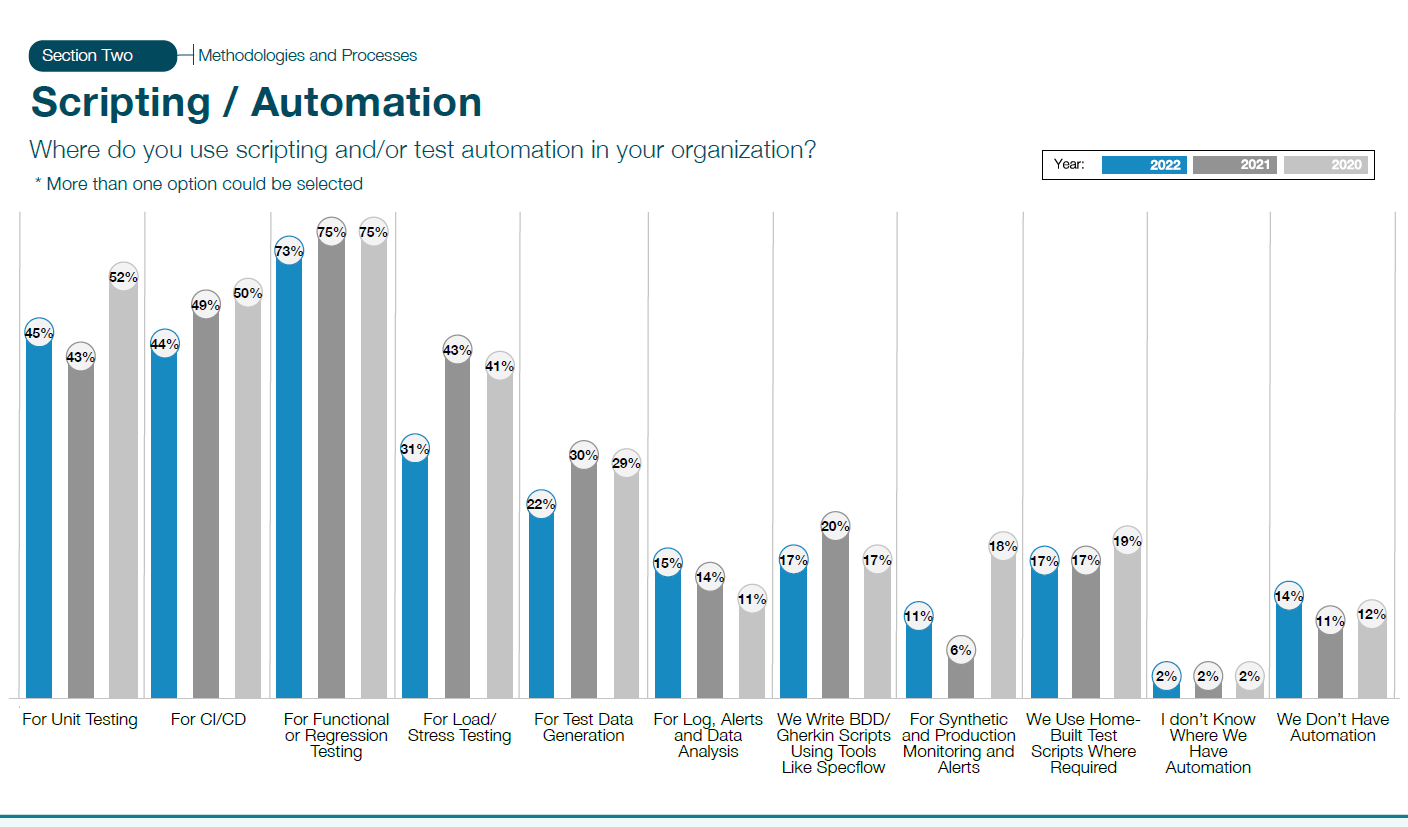 Section Two
Methodologies and Processes
Scripting / Automation
Where do you use scripting and/or test automation in your organization?
* More than one option could be selected
Year:
2022
2021
2020
45%
43%
52%
44%
49%
50%
73%
75%
75%
31%
43%
41%
22%
30%
29%
15%
14%
11%
17%
20%
17%
11%
6%
18%
17%
17%
19%
2%
2%
2%
14%
11%
12%
For Unit Testing
For CI/CD
For Functional
or Regression
Testing
For Load/
Stress Testing
For Test Data
Generation
For Log, Alerts
and Data
Analysis
We Write BDD/
Gherkin Scripts
Using Tools
Like Specflow
For Synthetic
and Production
Monitoring and
Alerts
We Use Home-
Built Test
Scripts Where
Required
I don't Know
Where We
Have
Automation
We Don't Have
Automation